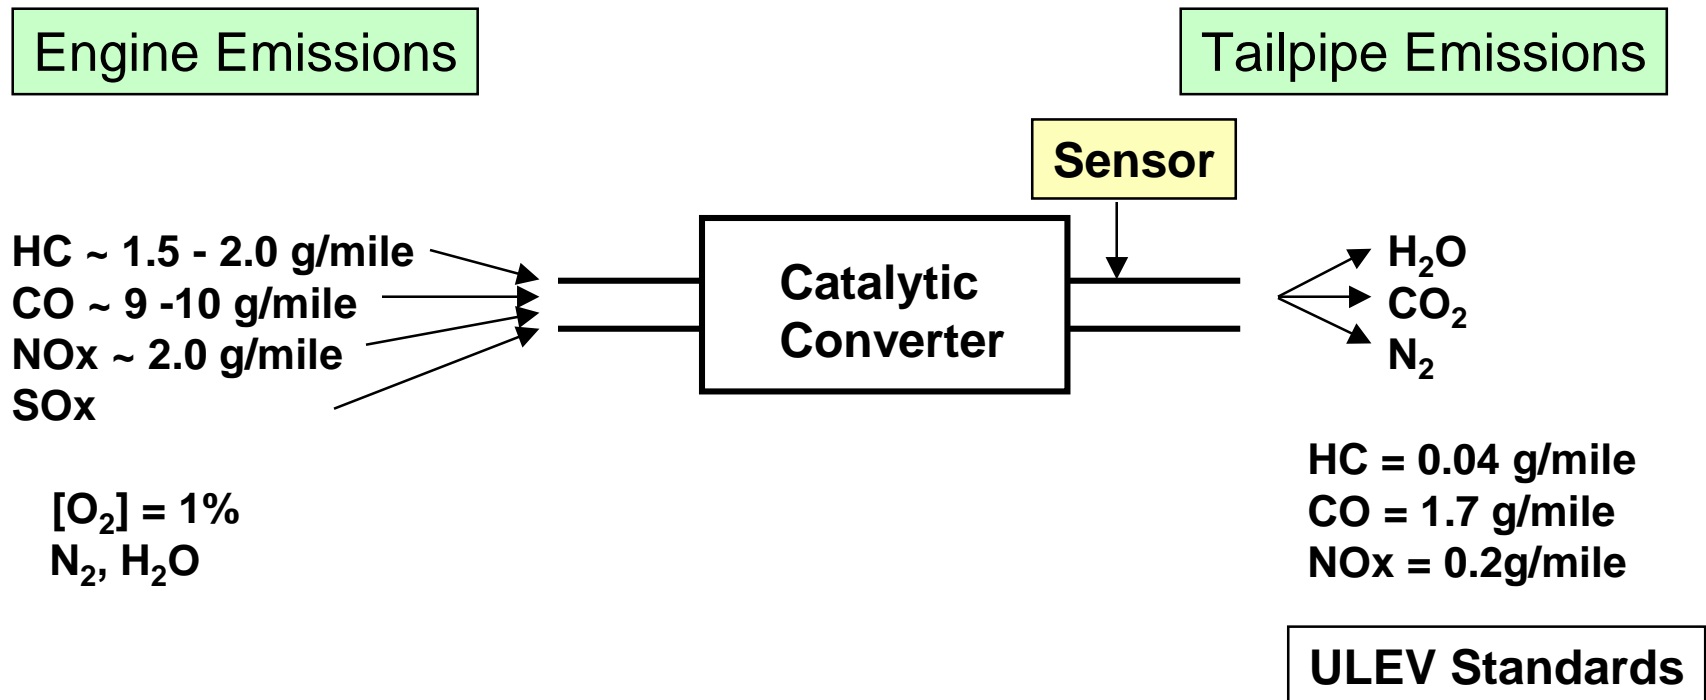 Engine Emissions
Tailpipe Emissions
Sensor
HC ~ 1.5 - 2.0 g/mile
CO ~ 9 -10 g/mile
NOx ~ 2.0 g/mile
SOx
[O₂] = 1%
N₂, H₂O
Catalytic
Converter
H₂O
CO₂
N₂
HC = 0.04 g/mile
CO = 1.7 g/mile
NOx = 0.2g/mile
ULEV Standards